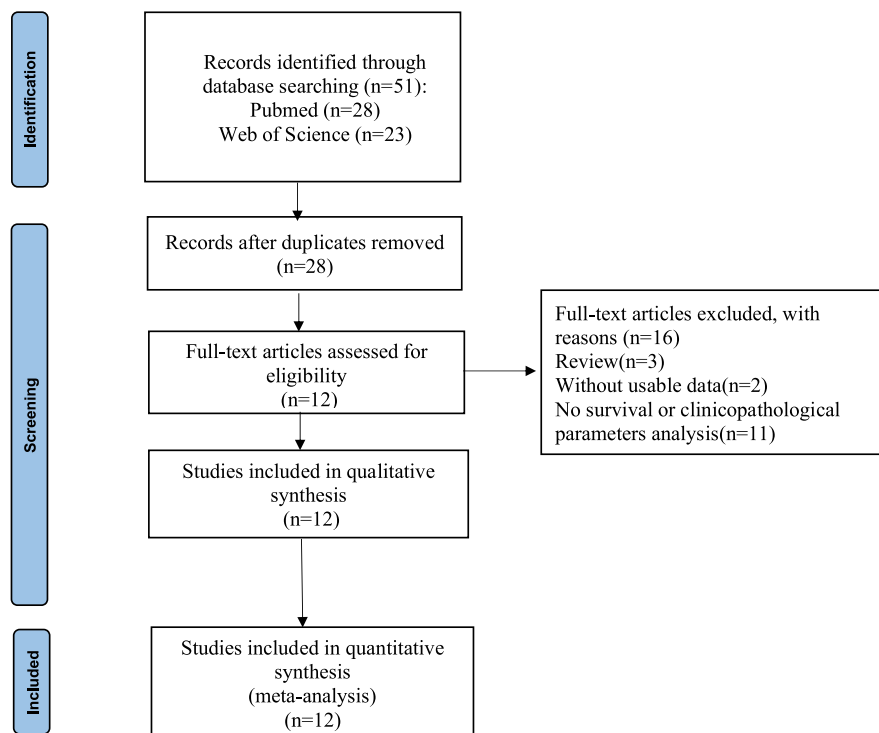 Identification
Records identified through
database searching (n=51):
Pubmed (n=28)
Web of Science (n=23)
Screening
Records after duplicates removed
(n=28)
Full-text articles assessed for
eligibility
(n=12)
Full-text articles excluded, with
reasons (n=16)
Review(n=3)
Without usable data(n=2)
No survival or clinicopathological
parameters analysis(n=11)
Studies included in qualitative
synthesis
(n=12)
Included
Studies included in quantitative
synthesis
(meta-analysis)
(n=12)